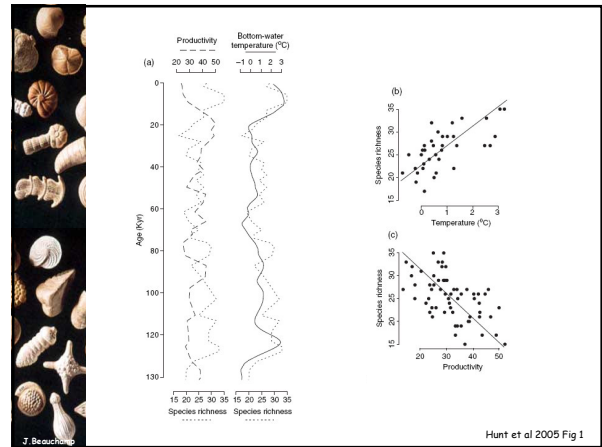 Productivity
20 30 40 50
Bottom-water
temperature (°C)
−1 0 1 2 3
(a)
0
20
40
60
80
100
120
130
Age (Kyr)
15 20 25 30 35
Species richness
15 20 25 30 35
Species richness
(b)
35
30
25
20
15
Species richness
0 1 2 3
Temperature (°C)
(c)
35
30
25
20
15
Species richness
20 30 40 50
Productivity
J.Beauchamp
Hunt et al 2005 Fig 1